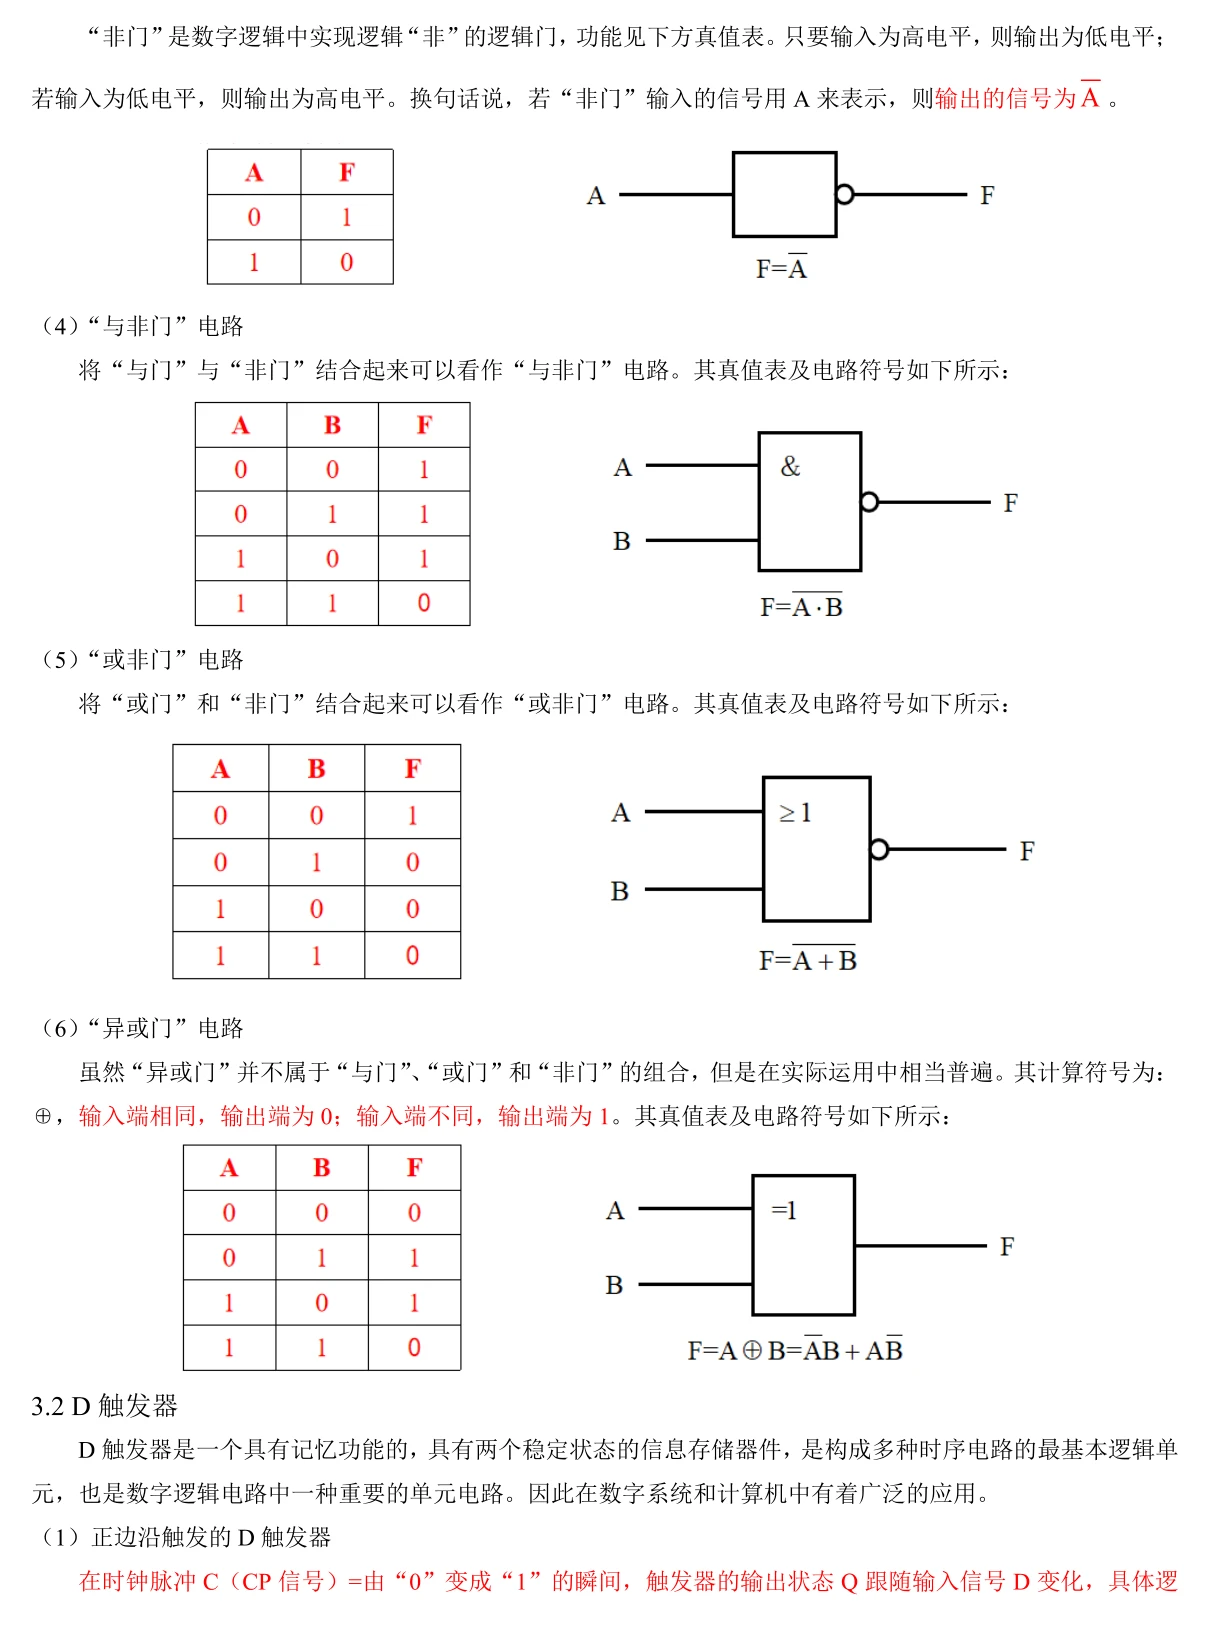 “非门”是数字逻辑中实现逻辑“非”的逻辑门，功能见下方真值表。只要输入为高电平，则输出为低电平；
若输入为低电平，则输出为高电平。换句话说，若“非门”输入的信号用 A 来表示，则输出的信号为 A̅ 。
A F
0 1
1 0
A F
F=A̅
（4）“与非门”电路
将“与门”与“非门”结合起来可以看作“与非门”电路。其真值表及电路符号如下所示：
A B F
0 0 1
0 1 1
1 0 1
1 1 0
A & F
B
F=A̅ ̅·̅ ̅B̅
（5）“或非门”电路
将“或门”和“非门”结合起来可以看作“或非门”电路。其真值表及电路符号如下所示：
A B F
0 0 1
0 1 0
1 0 0
1 1 0
A ≥1 F
B
F=A̅ ̅+̅ ̅B̅
（6）“异或门”电路
虽然“异或门”并不属于“与门”、“或门”和“非门”的组合，但是在实际运用中相当普遍。其计算符号为：
⊕，输入端相同，输出端为 0；输入端不同，输出端为 1。其真值表及电路符号如下所示：
A B F
0 0 0
0 1 1
1 0 1
1 1 0
A =1 F
B
F=A⊕B=A̅B+AB̅
3.2 D 触发器
D 触发器是一个具有记忆功能的，具有两个稳定状态的信息存储器件，是构成多种时序电路的最基本逻辑单
元，也是数字逻辑电路中一种重要的单元电路。因此在数字系统和计算机中有着广泛的应用。
（1）正边沿触发的 D 触发器
在时钟脉冲 C（CP 信号）=由“0”变成“1”的瞬间，触发器的输出状态 Q 跟随输入信号 D 变化，具体逻